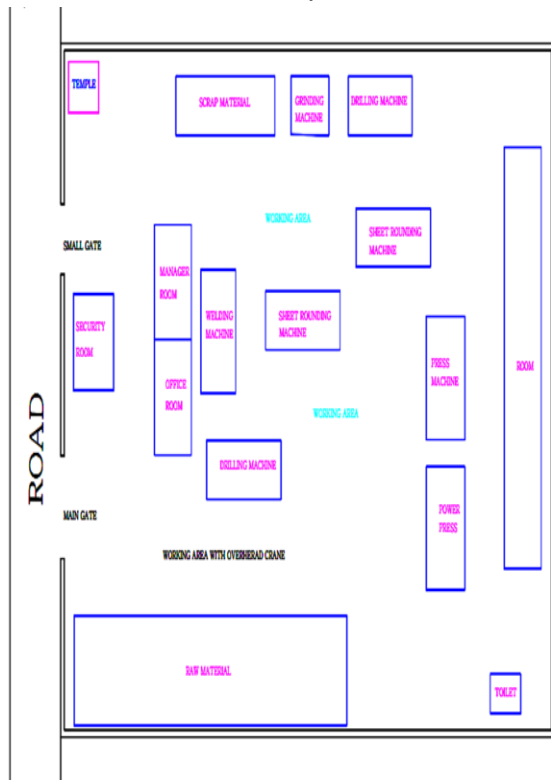 TEMPLE
SCRAP MATERIAL
GRINDING
MACHINE
DRILLING MACHINE
WORKING AREA
SHEET ROUNDING
MACHINE
SMALL GATE
MANAGER
ROOM
WELDING
MACHINE
SHEET ROUNDING
MACHINE
SECURITY
ROOM
PRESS
MACHINE
ROOM
OFFICE
ROOM
WORKING AREA
ROAD
DRILLING MACHINE
MAIN GATE
POWER
PRESS
WORKING AREA WITH OVERHERAD CRANE
RAW MATERIAL
TOILET